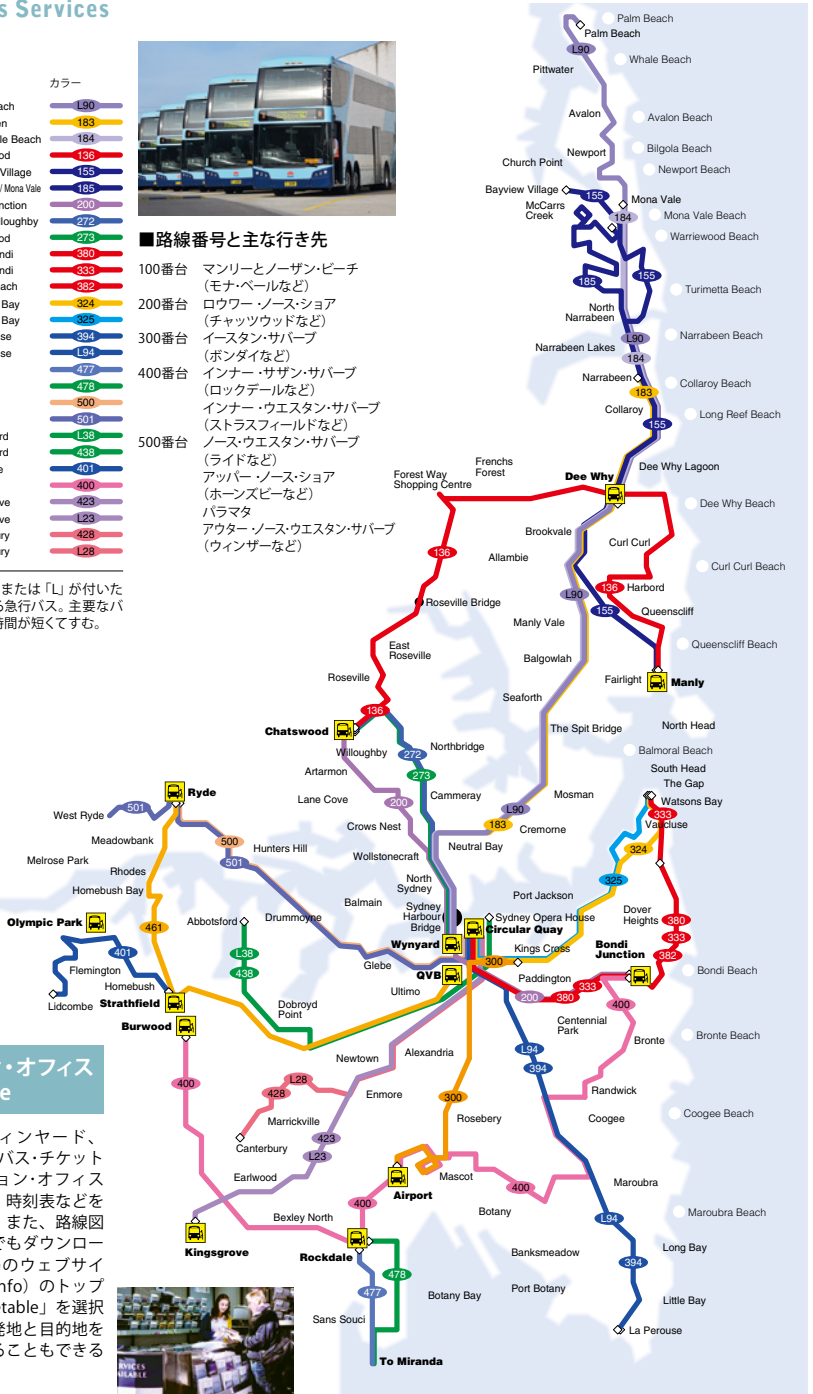 s Services
カラー
ach L90
en 183
le Beach 184
od 136
Village 155
/ Mona Vale 185
nction 200
lloughby 272
od 273
ndi 380
ndi 333
ach 382
Bay 324
Bay 325
se 394
se L94
477
478
500
501
rd L38
rd 438
e 401
400
ve 423
ve L23
ry 428
ry L28
または「L」が付いた
る急行バス。主要なバ
時間が短くてすむ。
■路線番号と主な行き先
100番台 マンリーとノーザン・ビーチ
（モナ・ベールなど）
200番台 ロウワー・ノース・ショア
（チャッツウッドなど）
300番台 イースタン・サバーブ
（ボンダイなど）
400番台 インナー・サザン・サバーブ
（ロックデールなど）
インナー・ウエスタン・サバーブ
（ストラスフィールドなど）
500番台 ノース・ウエスタン・サバーブ
（ライドなど）
アッパー・ノース・ショア
（ホーンズビーなど）
パラマタ
アウター・ノース・ウエスタン・サバーブ
（ウィンザーなど）
Palm Beach
Palm Beach
L90
Whale Beach
Pittwater
Avalon
Avalon Beach
Newport
Bilgola Beach
Church Point
Newport Beach
Bayview Village
155
Mona Vale
McCarrs
Creek
184
Mona Vale Beach
Warriewood Beach
185
155
Turimetta Beach
North
Narrabeen
L90
Narrabeen Beach
Narrabeen Lakes
184
Narrabeen
183
Collaroy Beach
Collaroy
Long Reef Beach
155
Frenchs
Forest
Forest Way
Shopping Centre
Dee Why
Dee Why Lagoon
Dee Why Beach
Brookvale
Curl Curl
136
Allambie
Curl Curl Beach
L90
136
Harbord
155
Queenscliff
Roseville Bridge
Manly Vale
East
Roseville
Balgowlah
Queenscliff Beach
Roseville
Fairlight
Manly
Seaforth
136
North Head
Chatswood
The Spit Bridge
Willoughby
272
Northbridge
Balmoral Beach
Artarmon
273
South Head
The Gap
Ryde
Lane Cove
200
Cammeray
Mosman
Watsons Bay
West Ryde
501
L90
333
Crows Nest
183
Cremorne
Vaucluse
Meadowbank
500
Hunters Hill
Neutral Bay
324
Melrose Park
501
Wollstonecraft
Rhodes
North
Sydney
325
Homebush Bay
Balmain
Port Jackson
Olympic Park
Abbotsford
Drummoyne
Sydney
Harbour
Bridge
Sydney Opera House
Dover
Heights
380
461
Circular Quay
333
401
Wynyard
Kings Cross
Bondi
Junction
382
L38
Glebe
300
Flemington
438
QVB
Paddington
333
Bondi Beach
Homebush
Ultimo
200
380
Lidcombe
Strathfield
Dobroyd
Point
400
Burwood
Centennial
Park
Bronte
Bronte Beach
Alexandria
L94
Newtown
394
400
L28
Enmore
Randwick
428
300
Marrickville
Rosebery
Coogee
Coogee Beach
423
Canterbury
L23
Earlwood
Mascot
Maroubra
Airport
400
400
Botany
Bexley North
L94
Maroubra Beach
Kingsgrove
Rockdale
Banksmeadow
Long Bay
478
394
477
Botany Bay
Port Botany
Little Bay
Sans Souci
La Perouse
To Miranda
・オフィス
e
ィンヤード、
バス・チケット
ョン・オフィス
時刻表などを
また、路線図
でもダウンロー
のウェブサイ
nfo）のトップ
etable」を選択
発地と目的地を
ることもできる